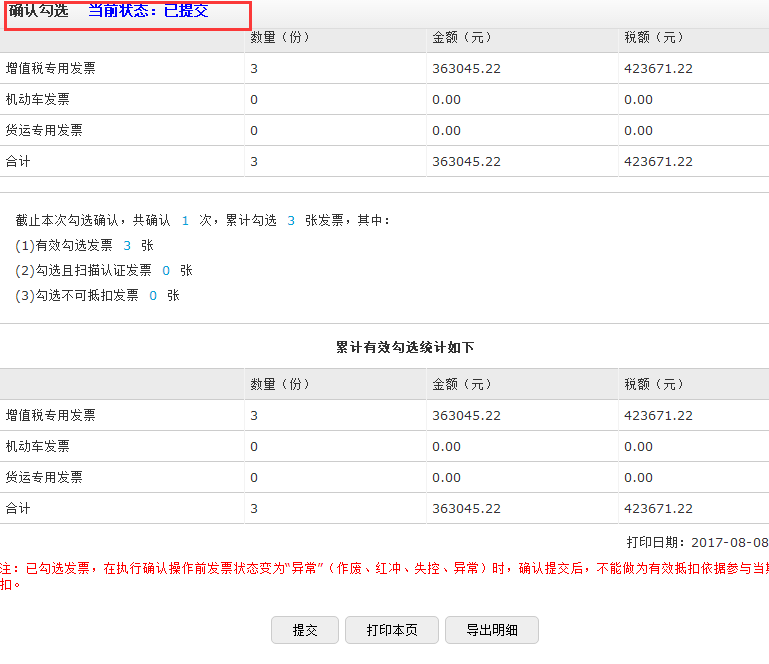 确认勾选 当前状态：已提交
数量（份） 金额（元） 税额（元）
增值税专用发票 3 363045.22 423671.22
机动车发票 0 0.00 0.00
货运专用发票 0 0.00 0.00
合计 3 363045.22 423671.22
截止本次勾选确认，共确认 1 次，累计勾选 3 张发票，其中：
(1)有效勾选发票 3 张
(2)勾选且扫描认证发票 0 张
(3)勾选不可抵扣发票 0 张
累计有效勾选统计如下
数量（份） 金额（元） 税额（元）
增值税专用发票 3 363045.22 423671.22
机动车发票 0 0.00 0.00
货运专用发票 0 0.00 0.00
合计 3 363045.22 423671.22
打印日期：2017-08-08
注：已勾选发票，在执行确认操作前发票状态变为“异常”（作废、红冲、失控、异常）时，确认提交后，不能做为有效抵扣依据参与当期
扣。
提交 打印本页 导出明细